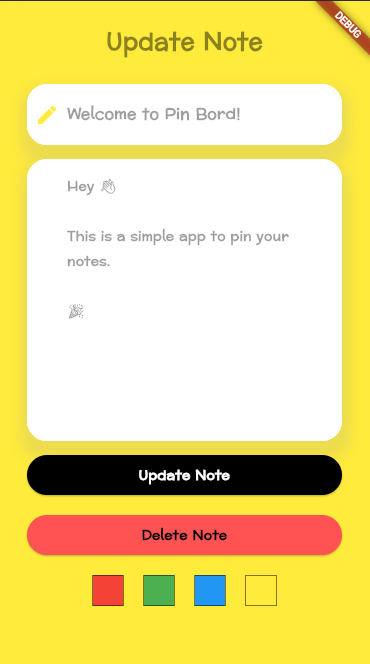 DEBUG
Update Note
Welcome to Pin Bord!
Hey 👋
This is a simple app to pin your
notes.
🎉
Update Note
Delete Note